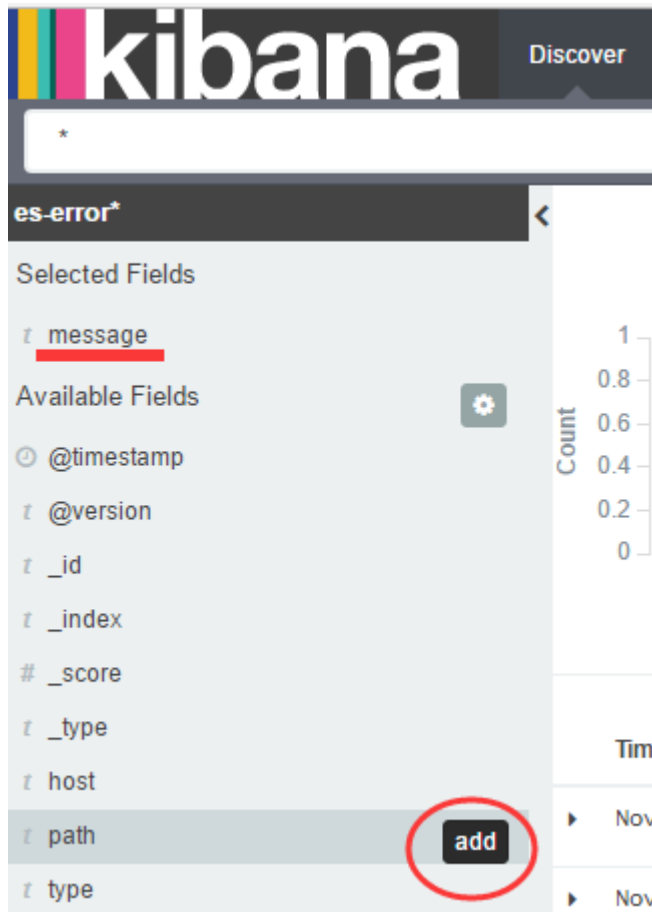 kibana
Discover
*
es-error*
Selected Fields
t message
Available Fields
@timestamp
t @version
t _id
t _index
# _score
t _type
t host
t path
add
t type
Count
1
0.8
0.6
0.4
0.2
0
Tim
Nov
Nov